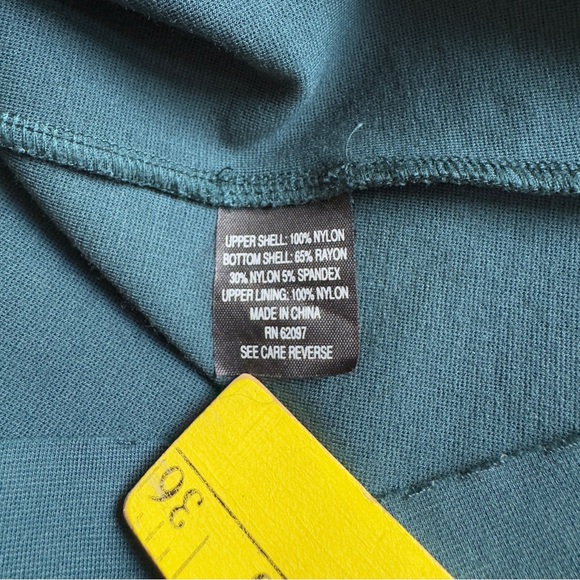 UPPER SHELL: 100% NYLON
BOTTOM SHELL: 65% RAYON
30% NYLON 5% SPANDEX
UPPER LINING: 100% NYLON
MADE IN CHINA
RN 62097
SEE CARE REVERSE
36